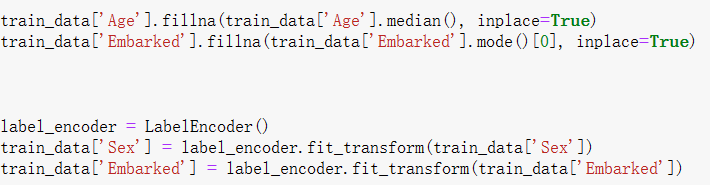 train_data['Age'].fillna(train_data['Age'].median(), inplace=True)
train_data['Embarked'].fillna(train_data['Embarked'].mode()[0], inplace=True)
label_encoder = LabelEncoder()
train_data['Sex'] = label_encoder.fit_transform(train_data['Sex'])
train_data['Embarked'] = label_encoder.fit_transform(train_data['Embarked'])